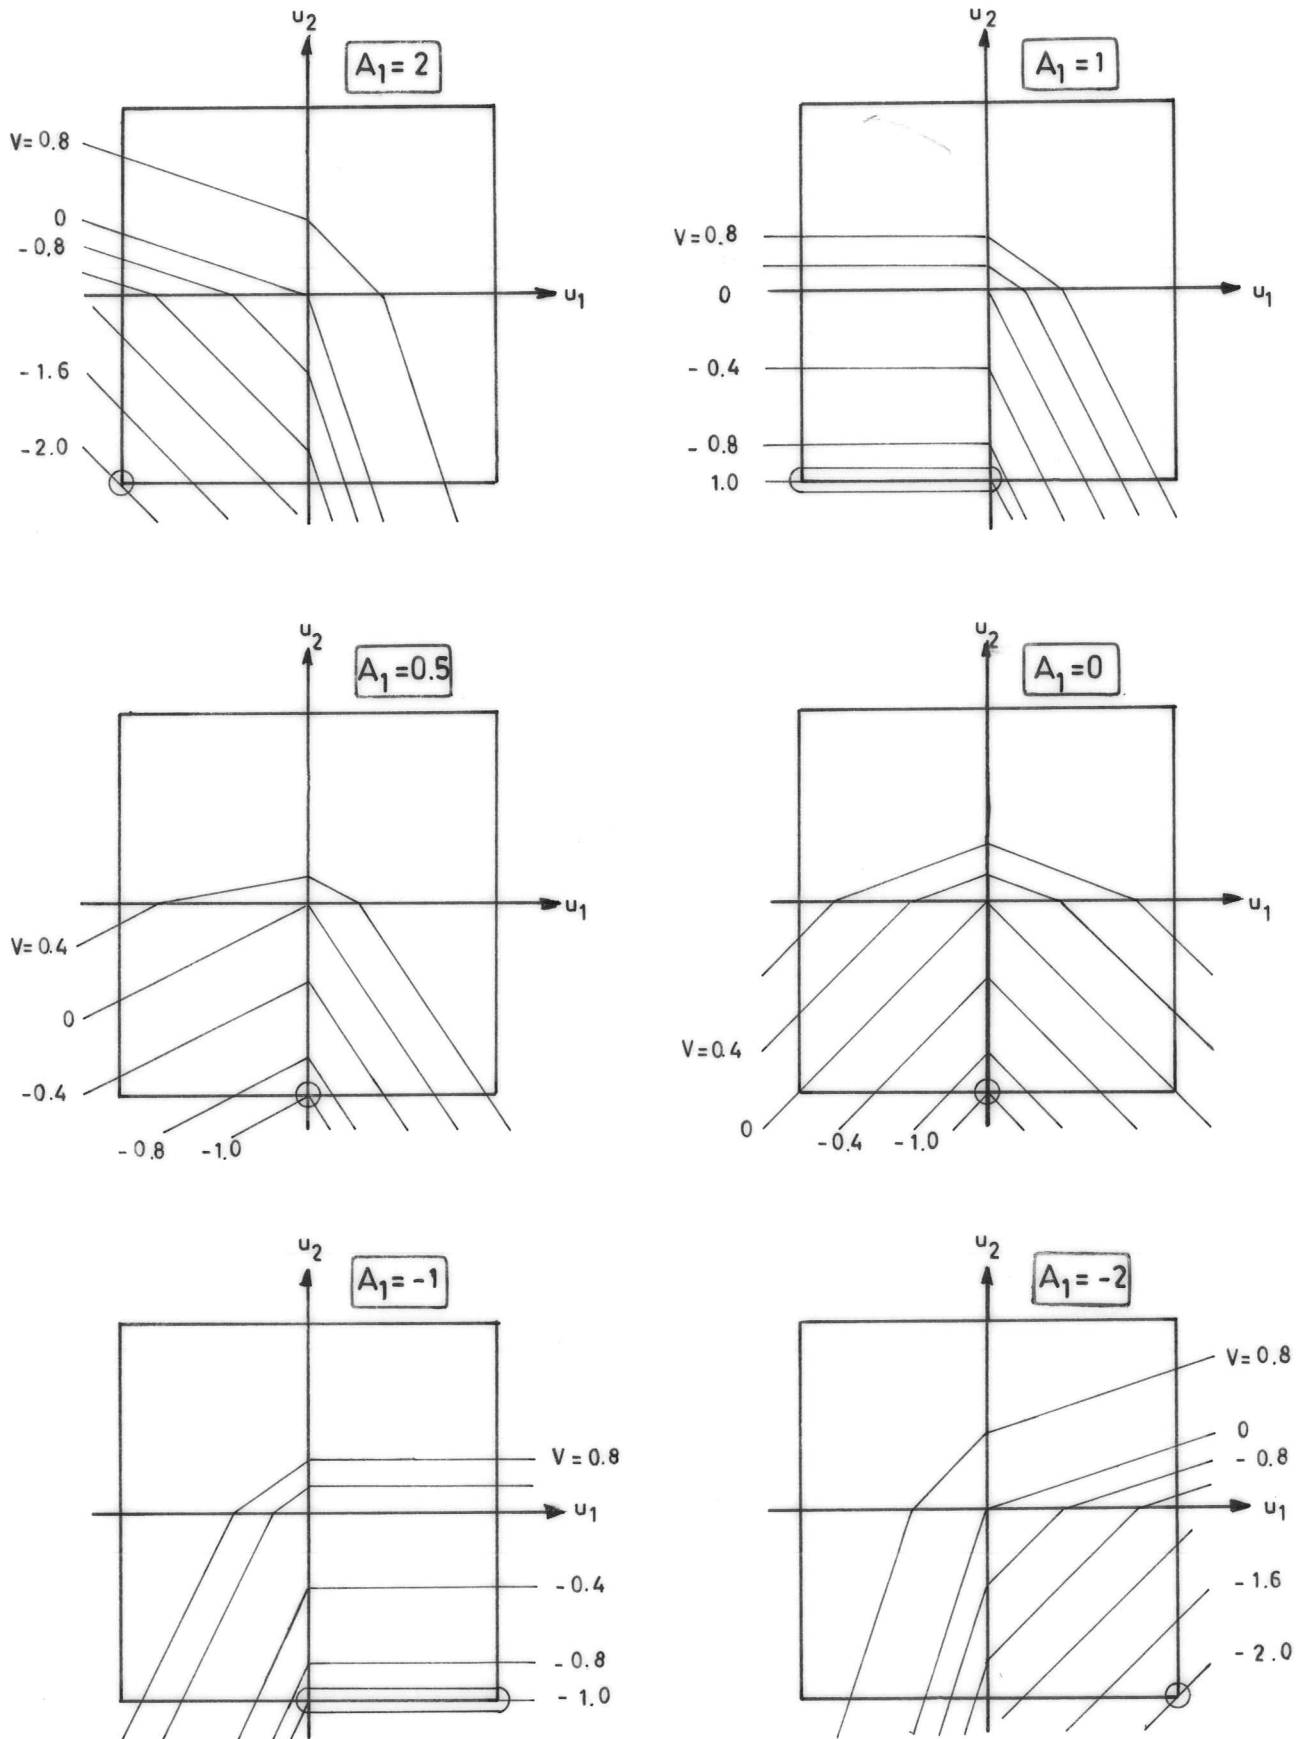 u2
A1 = 2
V = 0.8
0
- 0.8
u1
- 1.6
- 2.0
u2
A1 = 1
V = 0.8
0
u1
- 0.4
- 0.8
1.0
u2
A1 = 0.5
u1
V = 0.4
0
-0.4
- 0.8
-1.0
u2
A1 = 0
u1
V = 0.4
0
-0.4
-1.0
u2
A1 = -1
V = 0.8
u1
- 0.4
- 0.8
- 1.0
u2
A1 = -2
V = 0.8
0
- 0.8
u1
- 1.6
- 2.0